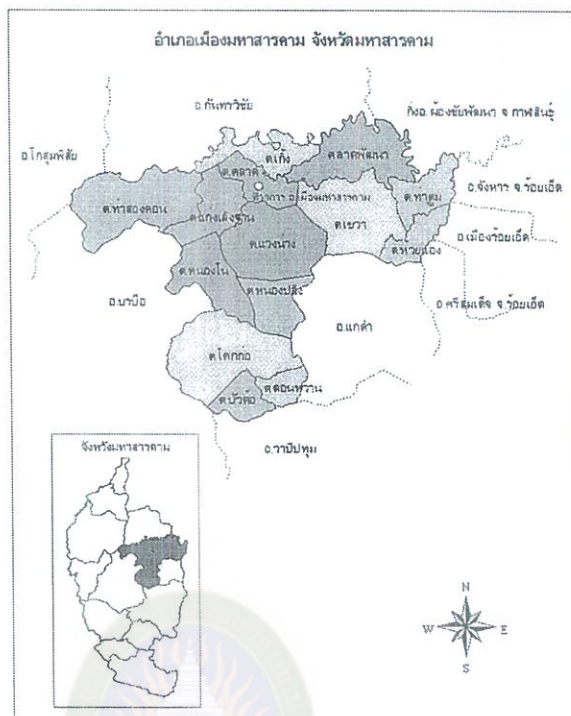 อำเภอเมืองมหาสารคาม จังหวัดมหาสารคาม
อ.กันทรวิชัย
กิ่งอ.ฆ้องชัยพัฒนา จ.กาฬสินธุ์
อ.โกสุมพิสัย
ต.เกิ้ง
ต.ลาดพัฒนา
ต.ตลาด
ที่ว่าการ อ.เมืองมหาสารคาม
ต.ท่าตูม
อ.จังหาร จ.ร้อยเอ็ด
ต.ท่าสองคอน
ต.แก่งเลิงจาน
ต.เขวา
ต.แวงน่าง
ต.ห้วยแอ่ง
อ.เมืองร้อยเอ็ด
ต.หนองโน
ต.หนองปลิง
อ.บรบือ
อ.แกดำ
อ.ศรีสมเด็จ จ.ร้อยเอ็ด
ต.โคกก่อ
ต.ดอนหว่าน
ต.บัวค้อ
อ.วาปีปทุม
จังหวัดมหาสารคาม
N
W E
S